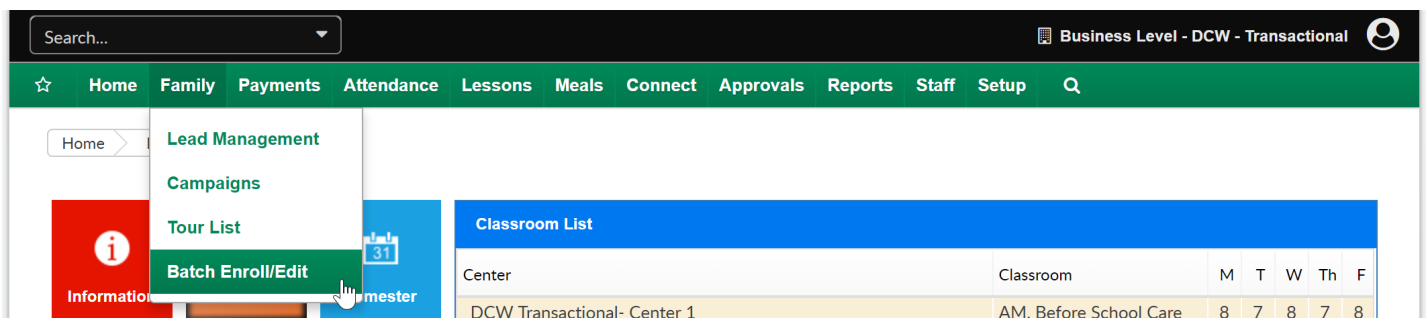 Search...
Business Level - DCW - Transactional
Home Family Payments Attendance Lessons Meals Connect Approvals Reports Staff Setup
Home
Lead Management
Campaigns
Tour List
Batch Enroll/Edit
Information
31
Classroom List
Center Classroom M T W Th F
DCW Transactional- Center 1 AM. Before School Care 8 7 8 7 8